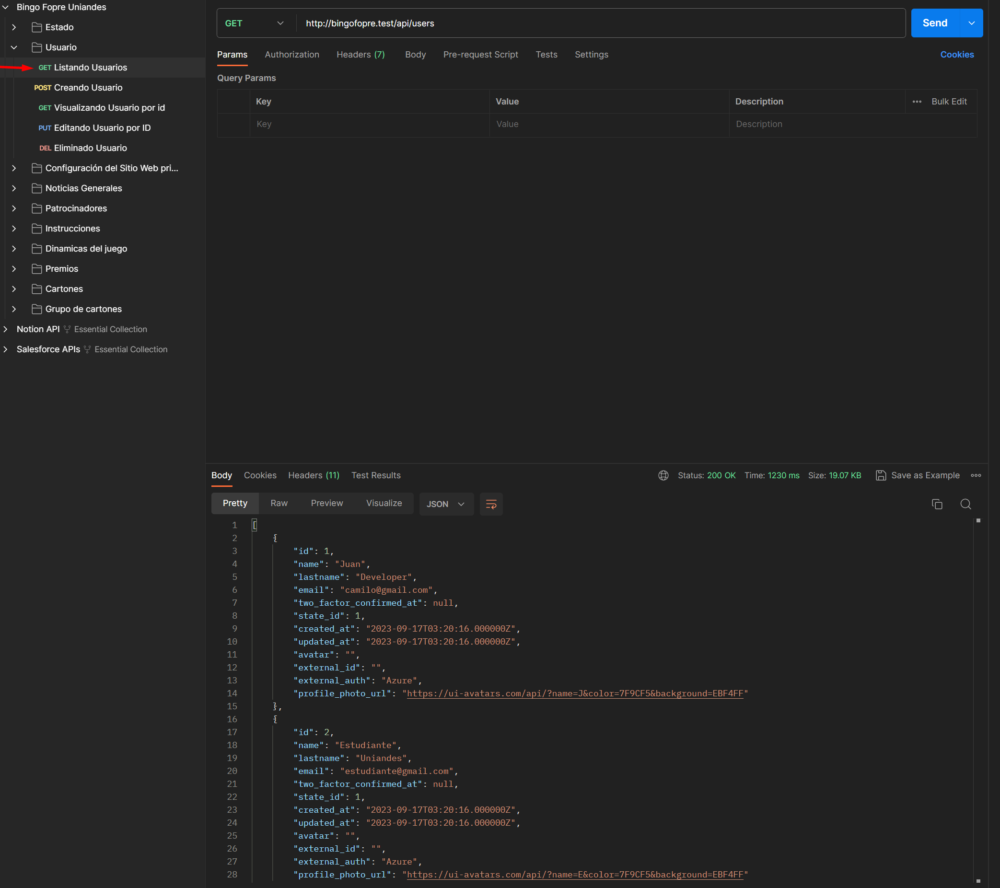 Bingo Fopre Uniandes
Estado
Usuario
GET Listando Usuarios
POST Creando Usuario
GET Visualizando Usuario por id
PUT Editando Usuario por ID
DEL Eliminado Usuario
Configuración del Sitio Web pri...
Noticias Generales
Patrocinadores
Instrucciones
Dinamicas del juego
Premios
Cartones
Grupo de cartones
Notion API Essential Collection
Salesforce APIs Essential Collection
GET http://bingofopre.test/api/users Send
Params Authorization Headers (7) Body Pre-request Script Tests Settings Cookies
Query Params
Key Value Description Bulk Edit
Key Value Description
Body Cookies Headers (11) Test Results Status: 200 OK Time: 1230 ms Size: 19.07 KB Save as Example
Pretty Raw Preview Visualize JSON
1 [
2 {
3 "id": 1,
4 "name": "Juan",
5 "lastname": "Developer",
6 "email": "camilo@gmail.com",
7 "two_factor_confirmed_at": null,
8 "state_id": 1,
9 "created_at": "2023-09-17T03:20:16.000000Z",
10 "updated_at": "2023-09-17T03:20:16.000000Z",
11 "avatar": "",
12 "external_id": "",
13 "external_auth": "Azure",
14 "profile_photo_url": "https://ui-avatars.com/api/?name=J&color=7F9CF5&background=EBF4FF"
15 },
16 {
17 "id": 2,
18 "name": "Estudiante",
19 "lastname": "Uniandes",
20 "email": "estudiante@gmail.com",
21 "two_factor_confirmed_at": null,
22 "state_id": 1,
23 "created_at": "2023-09-17T03:20:16.000000Z",
24 "updated_at": "2023-09-17T03:20:16.000000Z",
25 "avatar": "",
26 "external_id": "",
27 "external_auth": "Azure",
28 "profile_photo_url": "https://ui-avatars.com/api/?name=E&color=7F9CF5&background=EBF4FF"